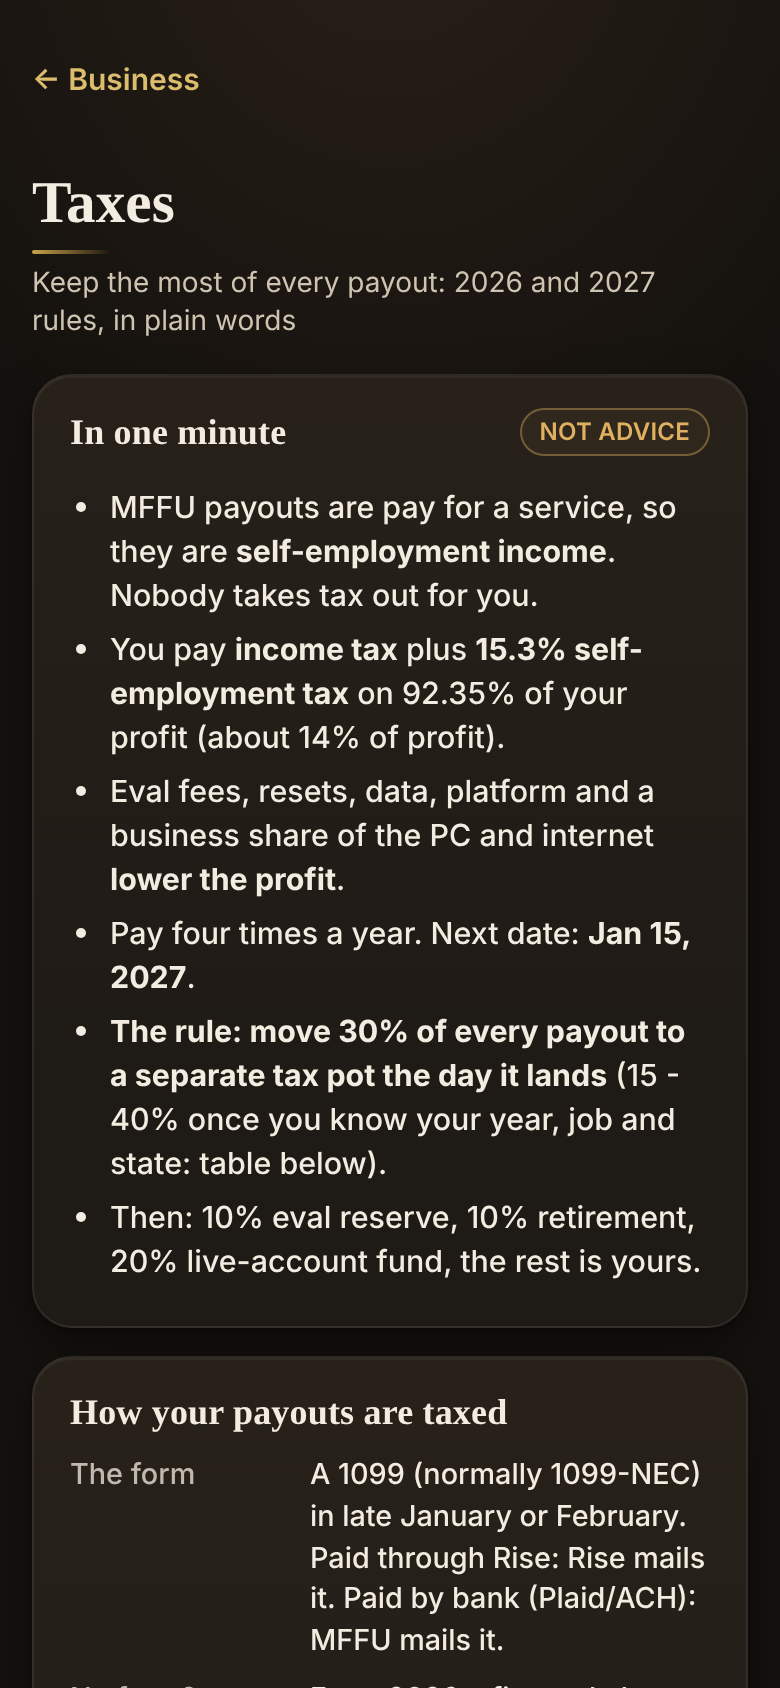 ← Business
Taxes
Keep the most of every payout: 2026 and 2027
rules, in plain words
In one minute
NOT ADVICE
• MFFU payouts are pay for a service, so
they are self-employment income.
Nobody takes tax out for you.
• You pay income tax plus 15.3% self-
employment tax on 92.35% of your
profit (about 14% of profit).
• Eval fees, resets, data, platform and a
business share of the PC and internet
lower the profit.
• Pay four times a year. Next date: Jan 15,
2027.
• The rule: move 30% of every payout to
a separate tax pot the day it lands (15 -
40% once you know your year, job and
state: table below).
• Then: 10% eval reserve, 10% retirement,
20% live-account fund, the rest is yours.
How your payouts are taxed
The form
A 1099 (normally 1099-NEC)
in late January or February.
Paid through Rise: Rise mails
it. Paid by bank (Plaid/ACH):
MFFU mails it.